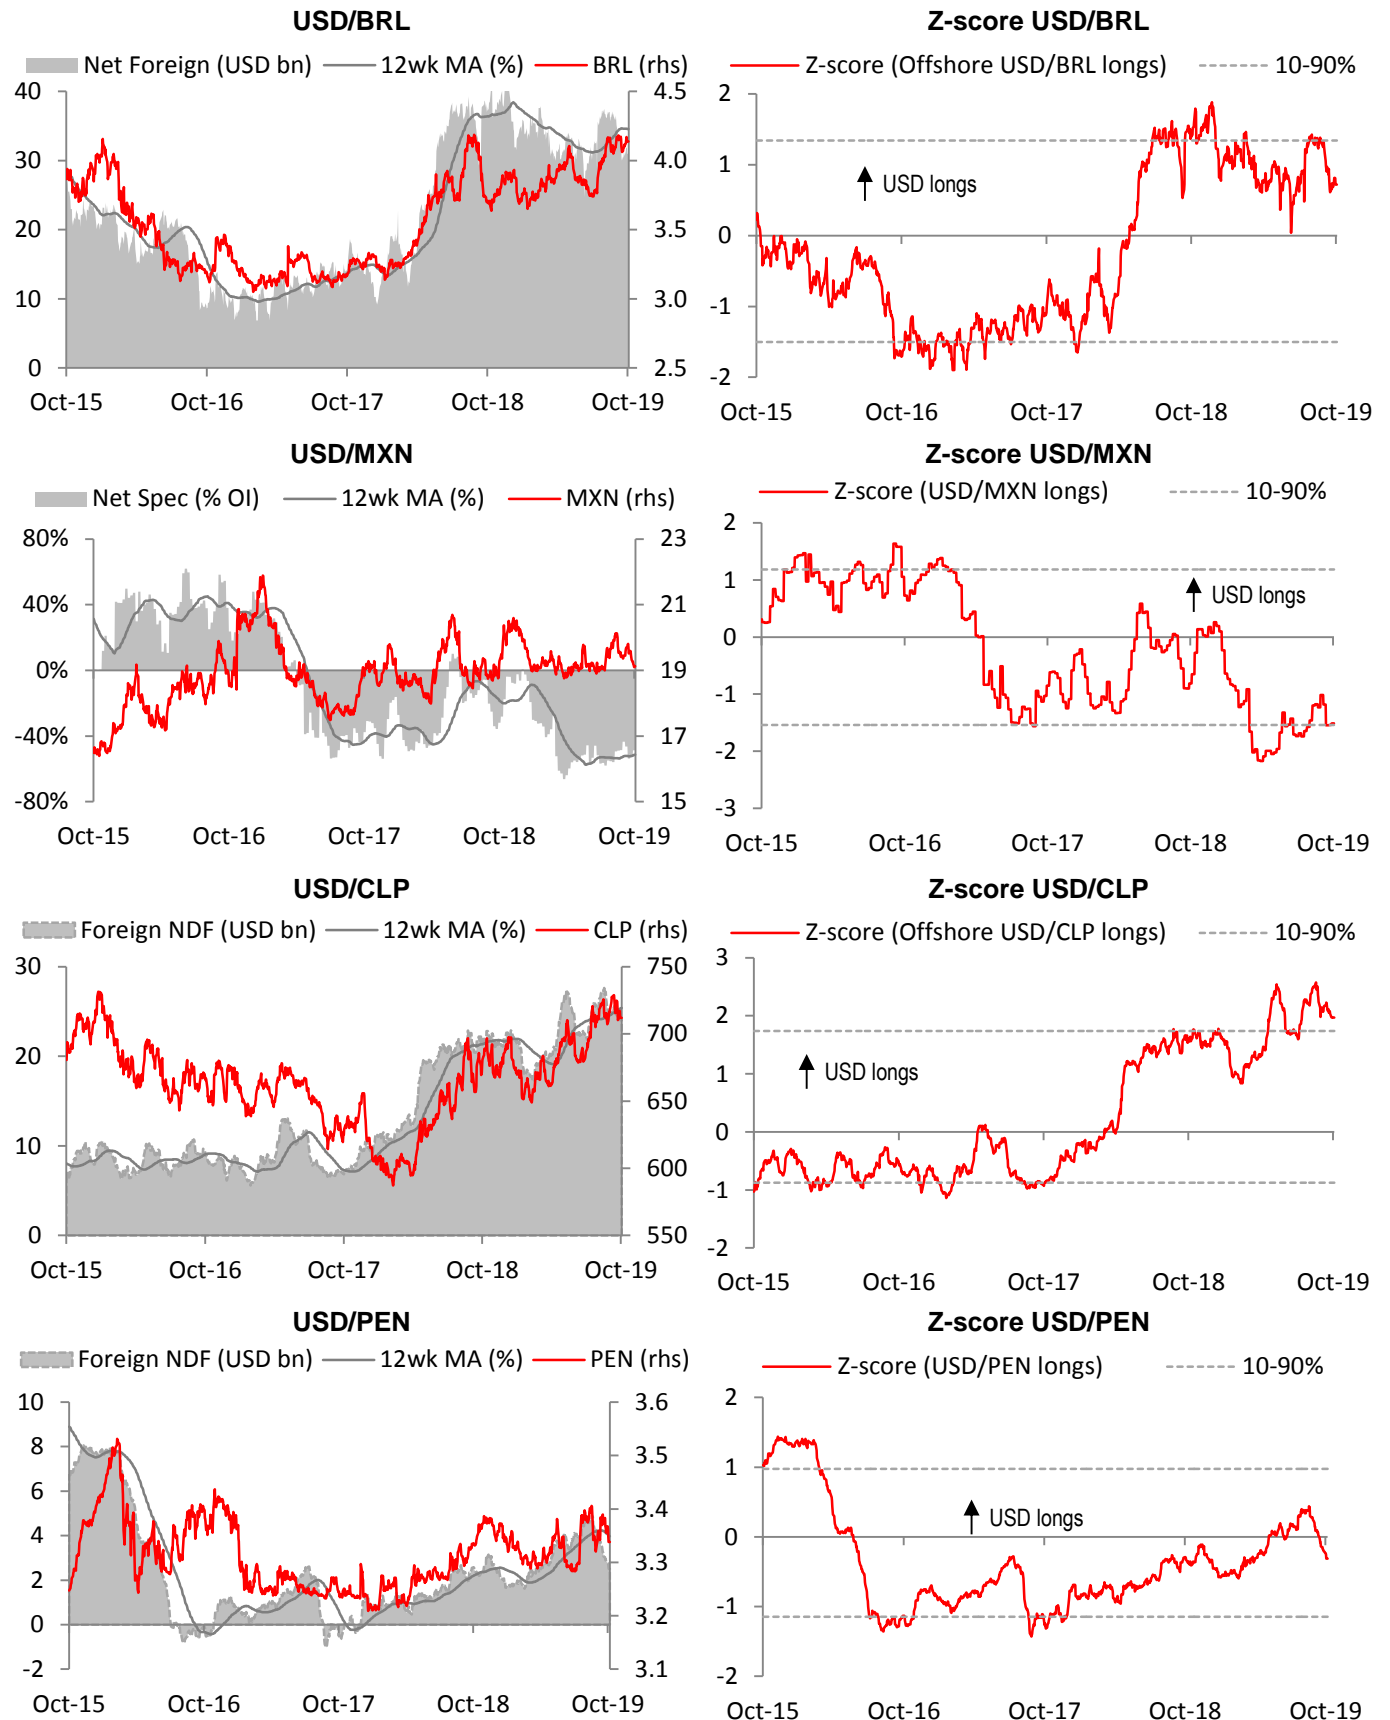 USD/BRL
Net Foreign (USD bn) 12wk MA (%) BRL (rhs)
40 4.5
30 4.0
3.5
20
10 3.0
0 2.5
Oct-15 Oct-16 Oct-17 Oct-18 Oct-19
Z-score USD/BRL
Z-score (Offshore USD/BRL longs) 10-90%
2
1
USD longs
0
-1
-2
Oct-15 Oct-16 Oct-17 Oct-18 Oct-19
USD/MXN
Net Spec (% OI) 12wk MA (%) MXN (rhs)
80% 23
40% 21
0% 19
-40% 17
-80% 15
Oct-15 Oct-16 Oct-17 Oct-18 Oct-19
Z-score USD/MXN
Z-score (USD/MXN longs) 10-90%
2
1
USD longs
0
-1
-2
-3
Oct-15 Oct-16 Oct-17 Oct-18 Oct-19
USD/CLP
Foreign NDF (USD bn) 12wk MA (%) CLP (rhs)
30 750
700
20
650
10
600
0 550
Oct-15 Oct-16 Oct-17 Oct-18 Oct-19
Z-score USD/CLP
Z-score (Offshore USD/CLP longs) 10-90%
3
2
1
USD longs
0
-1
-2
Oct-15 Oct-16 Oct-17 Oct-18 Oct-19
USD/PEN
Foreign NDF (USD bn) 12wk MA (%) PEN (rhs)
10 3.6
8 3.5
6
4 3.4
2 3.3
0 3.2
-2 3.1
Oct-15 Oct-16 Oct-17 Oct-18 Oct-19
Z-score USD/PEN
Z-score (USD/PEN longs) 10-90%
2
1
USD longs
0
-1
-2
Oct-15 Oct-16 Oct-17 Oct-18 Oct-19